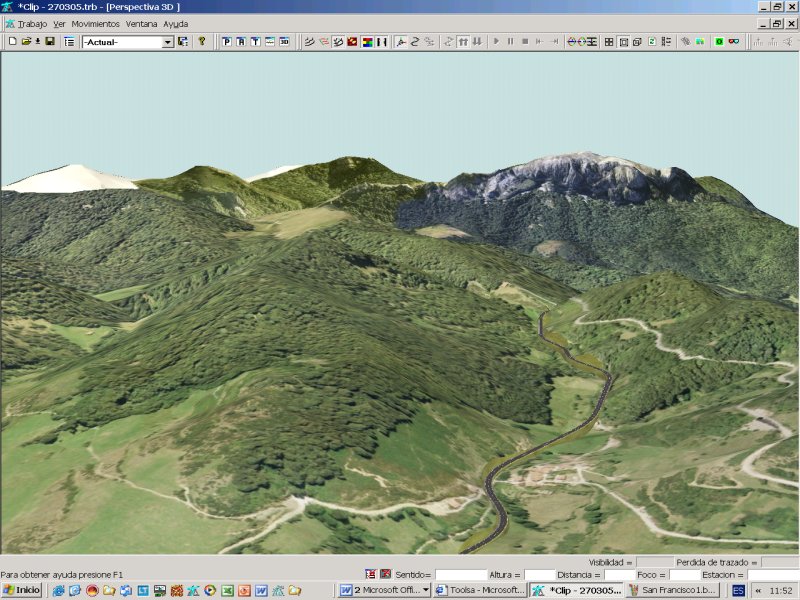 *Clip - 270305.trb - [Perspectiva 3D ]
Trabajo Ver Movimientos Ventana Ayuda
-Actual-
P A T 3D
Visibilidad = Perdida de trazado =
Para obtener ayuda presione F1 Sentido= Altura = Distancia = Foco = Estacion =
Inicio 2 Microsoft Offi... Toolsa - Microsoft... *Clip - 270305... San Francisco1.b... ES « 11:52